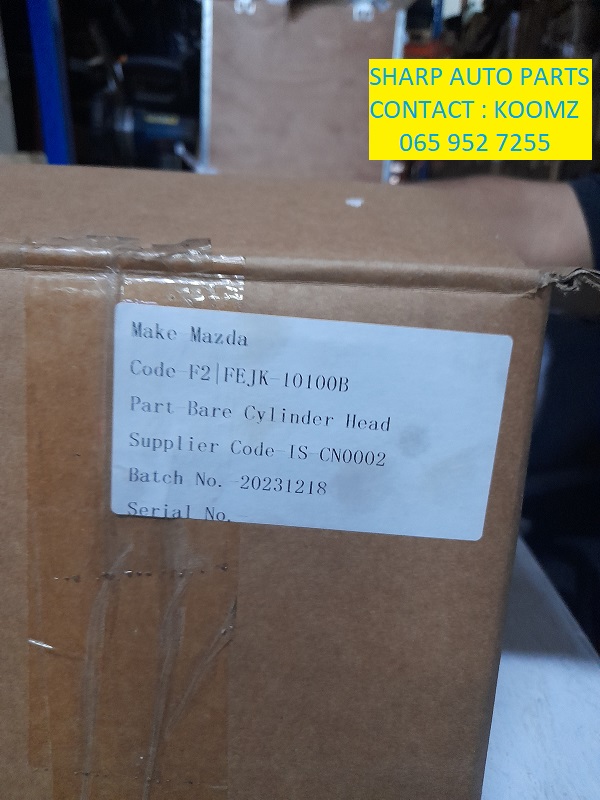 SHARP AUTO PARTS
CONTACT : KOOMZ
065 952 7255
Make Mazda
Code-F2|FEJK-10100B
Part-Bare Cylinder Head
Supplier Code-IS-CN0002
Batch No. -20231218
Serial No.